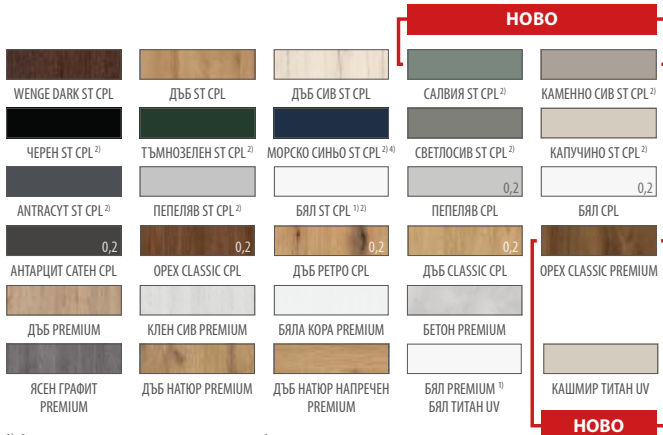 НОВО
WENGE DARK ST CPL ДЪБ ST CPL ДЪБ СИВ ST CPL САЛВИЯ ST CPL 2) КАМЕННО СИВ ST CPL 2)
ЧЕРЕН ST CPL 2) ТЪМНОЗЕЛЕН ST CPL 2) МОРСКО СИНЬО ST CPL 2) 4) СВЕТЛОСИВ ST CPL 2) КАПУЧИНО ST CPL 2)
0,2 0,2
ANTRACYT ST CPL 2) ПЕПЕЛЯВ ST CPL 2) БЯЛ ST CPL 1) 2) ПЕПЕЛЯВ CPL БЯЛ CPL
0,2 0,2 0,2 0,2
АНТАРЦИТ САТЕН CPL ОРЕХ CLASSIC CPL ДЪБ РЕТРО CPL ДЪБ CLASSIC CPL ОРЕХ CLASSIC PREMIUM
ДЪБ PREMIUM КЛЕН СИВ PREMIUM БЯЛА КОРА PREMIUM БЕТОН PREMIUM
ЯСЕН ГРАФИТ ДЪБ НАТЮР PREMIUM ДЪБ НАТЮР НАПРЕЧЕН БЯЛ PREMIUM 1) КАШМИР ТИТАН UV
PREMIUM PREMIUM БЯЛ ТИТАН UV
НОВО